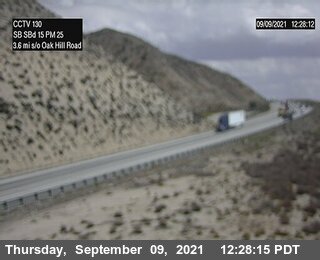 CCTV 130
SB SBd 15 PM 25
3.6 mi s/o Oak Hill Road
09/09/2021 12:28:12
Thursday, September 09, 2021 12:28:15 PDT